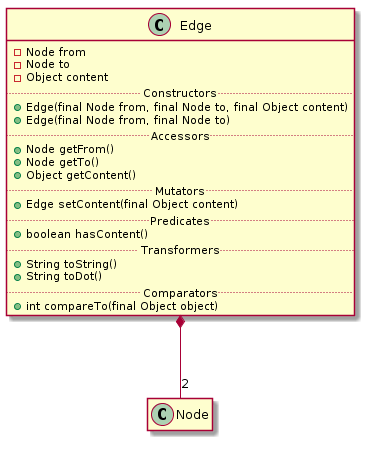 C Edge
Node from
Node to
Object content
Constructors
Edge(final Node from, final Node to, final Object content)
Edge(final Node from, final Node to)
Accessors
Node getFrom()
Node getTo()
Object getContent()
Mutators
Edge setContent(final Object content)
Predicates
boolean hasContent()
Transformers
String toString()
String toDot()
Comparators
int compareTo(final Object object)
2
C Node